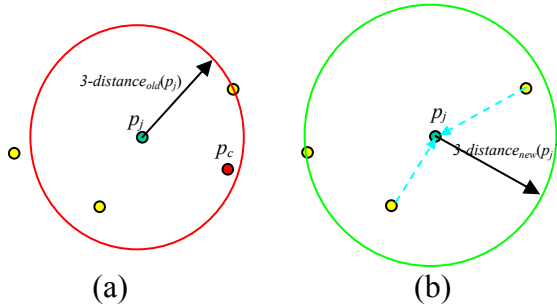 3-distance_old(p_j)
p_j
p_c
(a)
p_j
3-distance_new(p_j
(b)